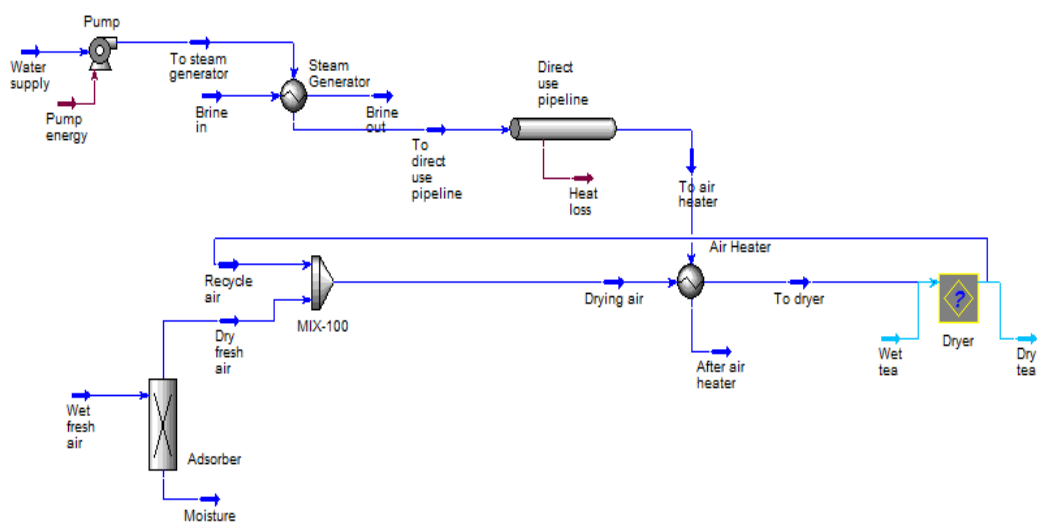 Pump
Water
supply
To steam
generator
Pump
energy
Steam
Generator
Brine
in
Brine
out
To
direct
use
pipeline
Direct
use
pipeline
Heat
loss
To air
heater
Air Heater
Recycle
air
MIX-100
Dry
fresh
air
Drying air
To dryer
After air
heater
Wet
tea
?
Dryer
Dry
tea
Wet
fresh
air
Adsorber
Moisture